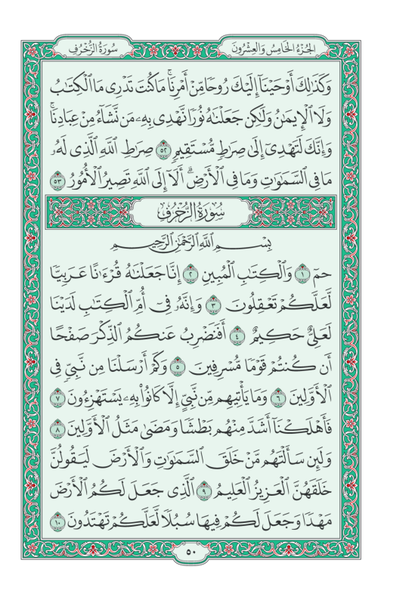 سُورَةُ الزُّخْرُفِ الجُزْءُ الخَامِسُ وَالعِشْرُونَ
وَكَذَٰلِكَ أَوْحَيْنَآ إِلَيْكَ رُوحًا مِّنْ أَمْرِنَا ۚ مَا كُنتَ تَدْرِى مَا ٱلْكِتَٰبُ
وَلَا ٱلْإِيمَٰنُ وَلَٰكِن جَعَلْنَٰهُ نُورًا نَّهْدِى بِهِۦ مَن نَّشَآءُ مِنْ عِبَادِنَا ۚ
وَإِنَّكَ لَتَهْدِىٓ إِلَىٰ صِرَٰطٍ مُّسْتَقِيمٍ ٥٢ صِرَٰطِ ٱللَّهِ ٱلَّذِى لَهُۥ
مَا فِى ٱلسَّمَٰوَٰتِ وَمَا فِى ٱلْأَرْضِ ۗ أَلَآ إِلَى ٱللَّهِ تَصِيرُ ٱلْأُمُورُ ٥٣
سُورَةُ الزُّخْرُفِ
بِسْمِ ٱللَّهِ ٱلرَّحْمَٰنِ ٱلرَّحِيمِ
حمٓ ١ وَٱلْكِتَٰبِ ٱلْمُبِينِ ٢ إِنَّا جَعَلْنَٰهُ قُرْءَٰنًا عَرَبِيًّا
لَّعَلَّكُمْ تَعْقِلُونَ ٣ وَإِنَّهُۥ فِىٓ أُمِّ ٱلْكِتَٰبِ لَدَيْنَا
لَعَلِىٌّ حَكِيمٌ ٤ أَفَنَضْرِبُ عَنكُمُ ٱلذِّكْرَ صَفْحًا
أَن كُنتُمْ قَوْمًا مُّسْرِفِينَ ٥ وَكَمْ أَرْسَلْنَا مِن نَّبِىٍّ فِى
ٱلْأَوَّلِينَ ٦ وَمَا يَأْتِيهِم مِّن نَّبِىٍّ إِلَّا كَانُوا۟ بِهِۦ يَسْتَهْزِءُونَ ٧
فَأَهْلَكْنَآ أَشَدَّ مِنْهُم بَطْشًا وَمَضَىٰ مَثَلُ ٱلْأَوَّلِينَ ٨
وَلَئِن سَأَلْتَهُم مَّنْ خَلَقَ ٱلسَّمَٰوَٰتِ وَٱلْأَرْضَ لَيَقُولُنَّ
خَلَقَهُنَّ ٱلْعَزِيزُ ٱلْعَلِيمُ ٩ ٱلَّذِى جَعَلَ لَكُمُ ٱلْأَرْضَ
مَهْدًا وَجَعَلَ لَكُمْ فِيهَا سُبُلًا لَّعَلَّكُمْ تَهْتَدُونَ ١٠
٥٠